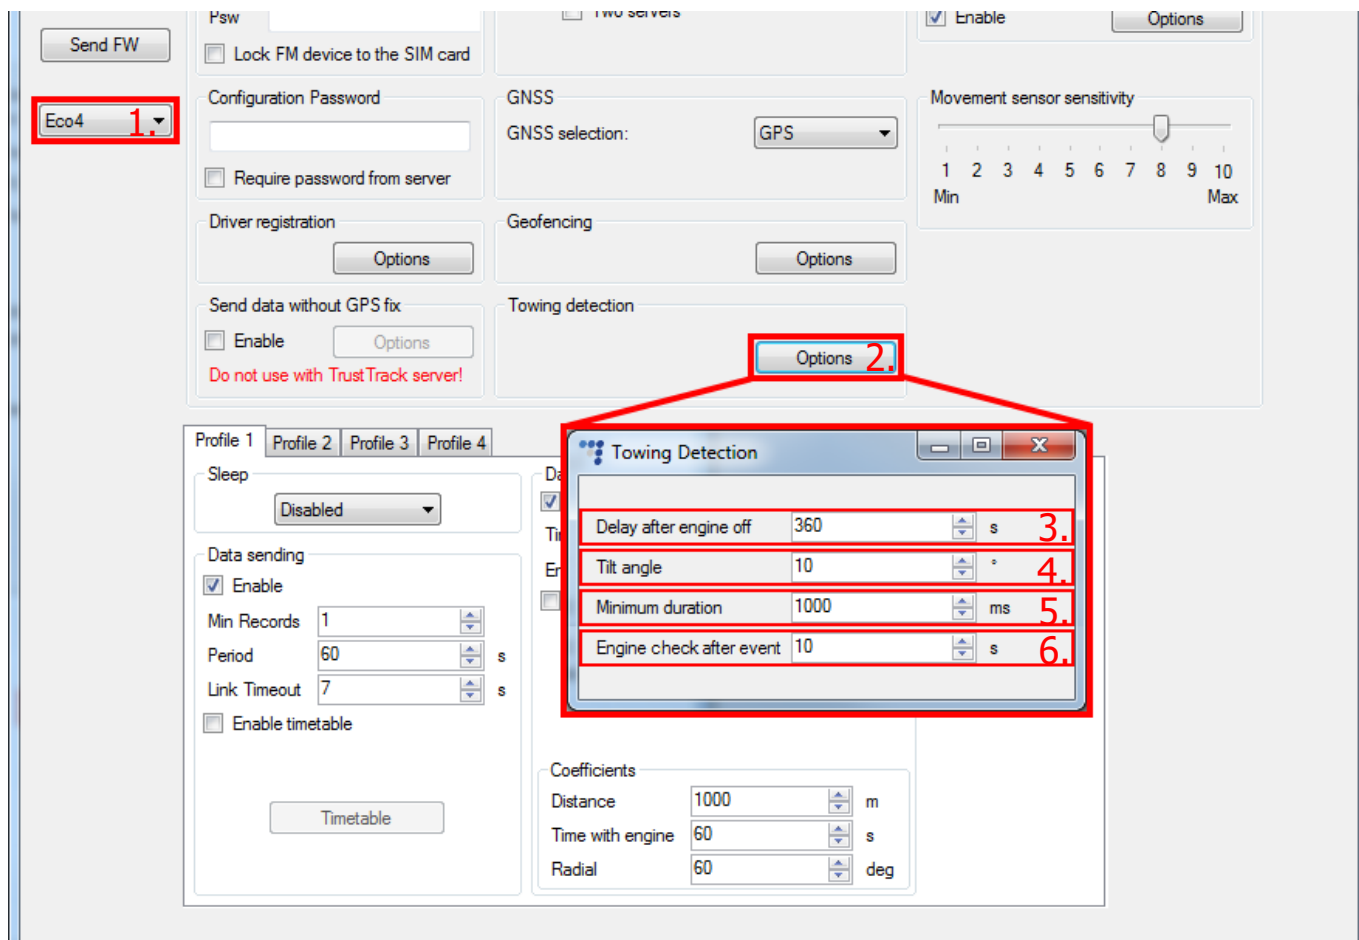 Psw
Two servers
Enable
Options
Send FW
Lock FM device to the SIM card
Configuration Password
GNSS
Movement sensor sensitivity
Eco4
1.
GNSS selection:
GPS
1 2 3 4 5 6 7 8 9 10
Min
Max
Require password from server
Driver registration
Geofencing
Options
Options
Send data without GPS fix
Towing detection
Enable
Options
Options
2.
Do not use with TrustTrack server!
Profile 1
Profile 2
Profile 3
Profile 4
Sleep
Disabled
Data sending
Enable
Min Records 1
Period 60 s
Link Timeout 7 s
Enable timetable
Timetable
Da
Ti
Er
Towing Detection
Delay after engine off 360 s 3.
Tilt angle 10 ° 4.
Minimum duration 1000 ms 5.
Engine check after event 10 s 6.
Coefficients
Distance 1000 m
Time with engine 60 s
Radial 60 deg